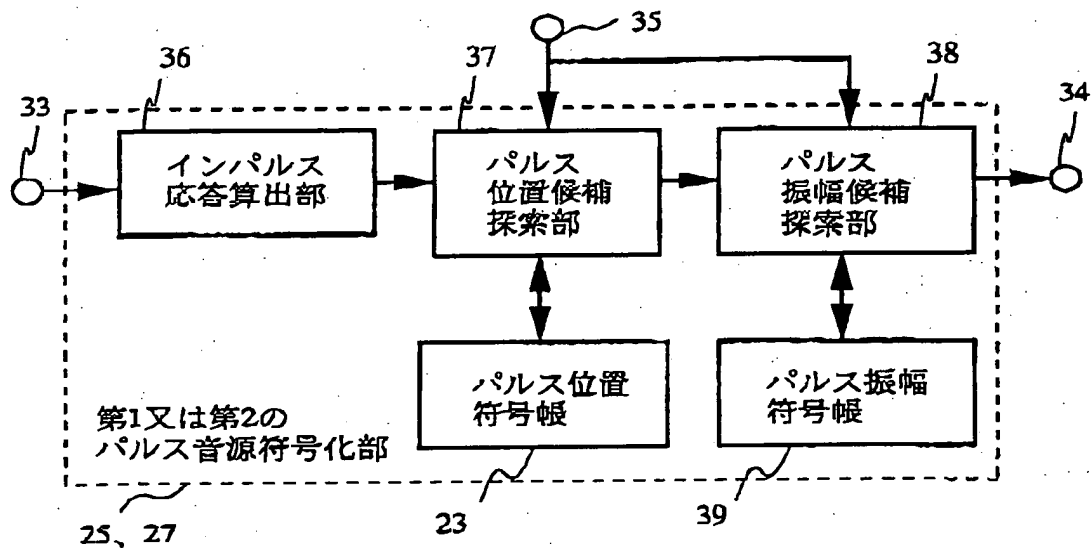 35
36
37
38
33
34
インパルス
応答算出部
パルス
位置候補
探索部
パルス
振幅候補
探索部
パルス位置
符号帳
パルス振幅
符号帳
第1又は第2の
パルス音源符号化部
25、27
23
39